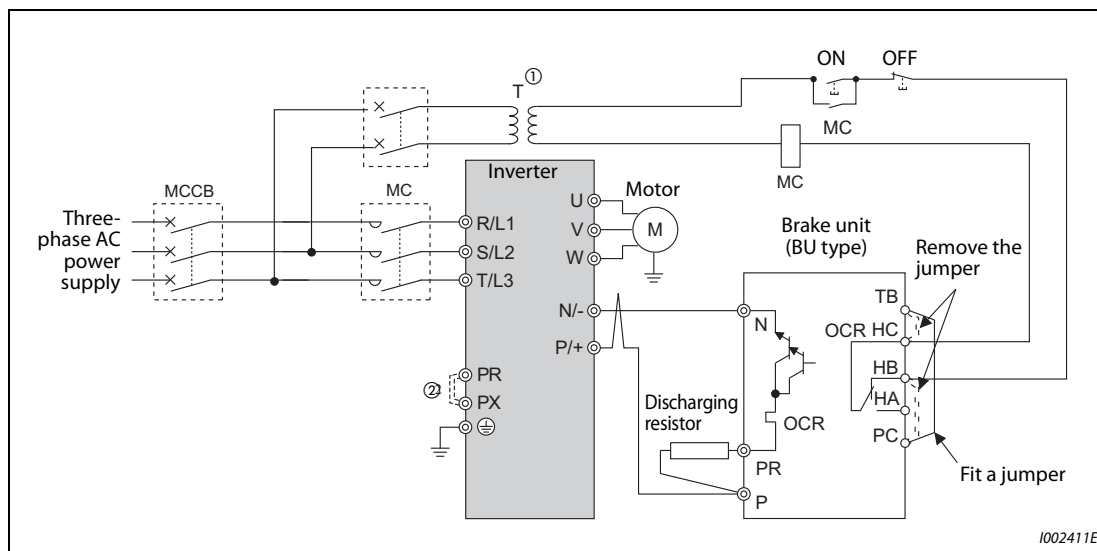 ON
OFF
T
①
MC
MC
Inverter
MCCB
MC
U
Motor
Three-
phase AC
power
supply
R/L1
V
M
S/L2
W
T/L3
Brake unit
(BU type)
Remove the
jumper
TB
N/-
N
OCR
HC
P/+
HB
PR
②
PX
HA
Discharging
resistor
OCR
PC
PR
Fit a jumper
P
I002411E